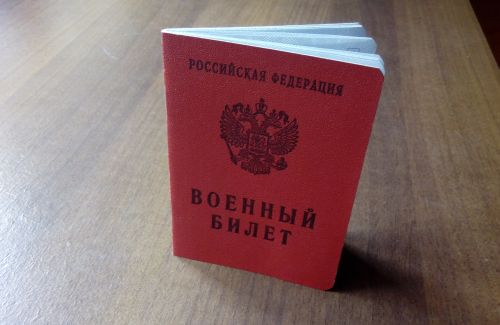 РОССИЙСКАЯ ФЕДЕРАЦИЯ
ВОЕННЫЙ
БИЛЕТ